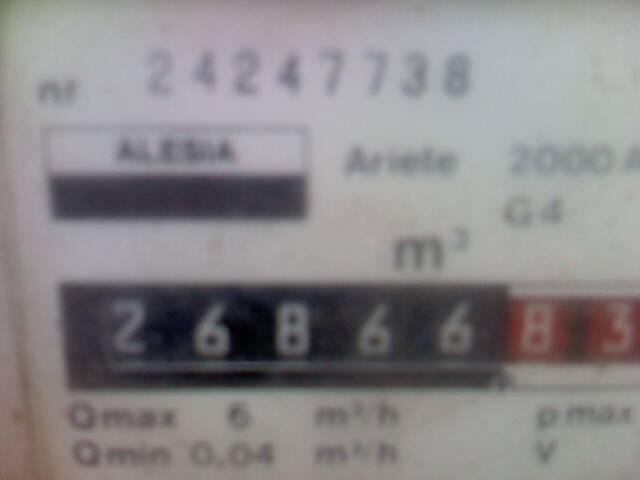 nr 24247738
ALESIA Ariete 2000 A
G4
m³
26866 83
Qmax 6 m³/h p max
Qmin 0.04 m³/h V